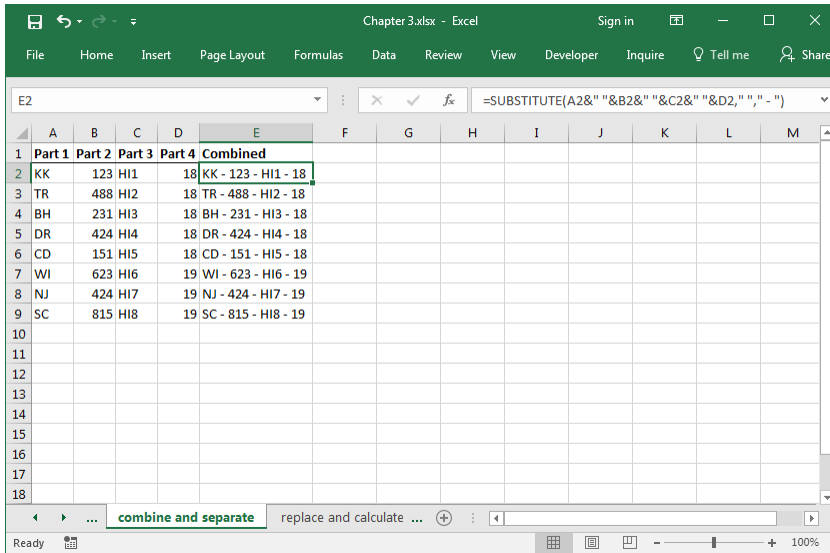 Chapter 3.xlsx - Excel Sign in
File Home Insert Page Layout Formulas Data Review View Developer Inquire Tell me Share
E2 fx =SUBSTITUTE(A2&" "&B2&" "&C2&" "&D2," "," - ")
A B C D E F G H I J K L M
1 Part 1 Part 2 Part 3 Part 4 Combined
2 KK 123 HI1 18 KK - 123 - HI1 - 18
3 TR 488 HI2 18 TR - 488 - HI2 - 18
4 BH 231 HI3 18 BH - 231 - HI3 - 18
5 DR 424 HI4 18 DR - 424 - HI4 - 18
6 CD 151 HI5 18 CD - 151 - HI5 - 18
7 WI 623 HI6 19 WI - 623 - HI6 - 19
8 NJ 424 HI7 19 NJ - 424 - HI7 - 19
9 SC 815 HI8 19 SC - 815 - HI8 - 19
10
11
12
13
14
15
16
17
18
... combine and separate replace and calculate ...
Ready 100%